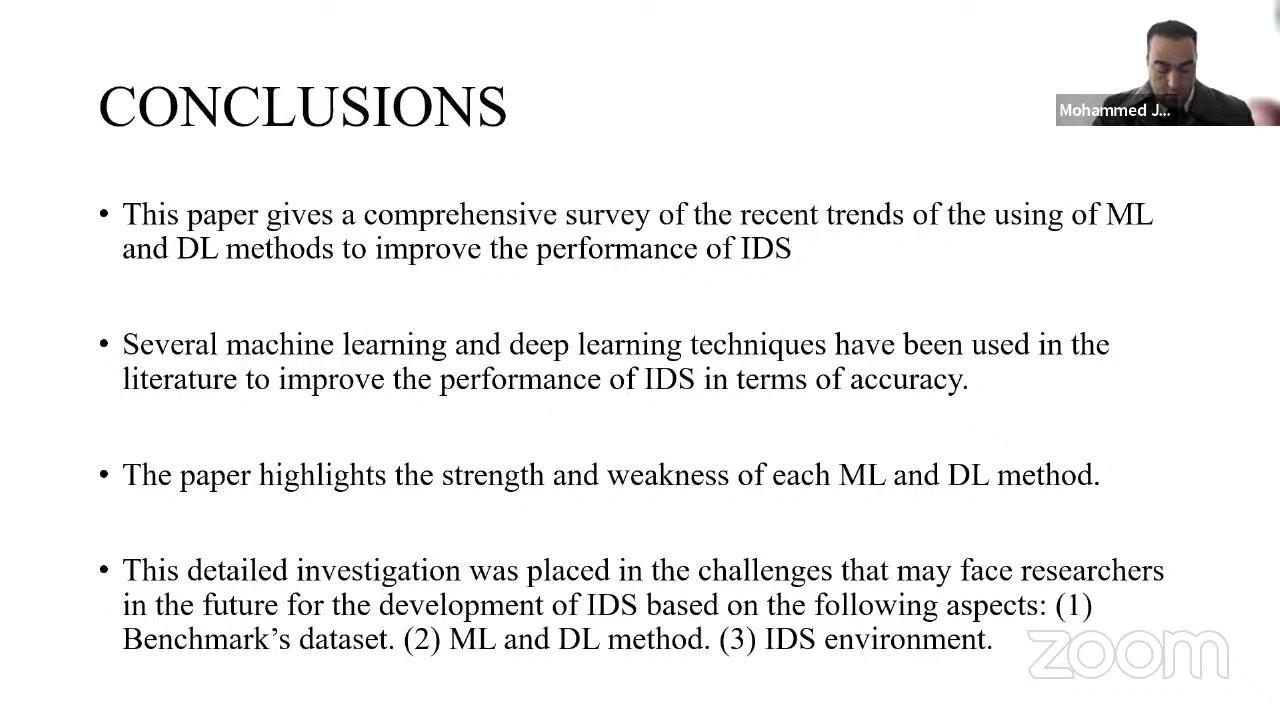 CONCLUSIONS
Mohammed J...
• This paper gives a comprehensive survey of the recent trends of the using of ML
and DL methods to improve the performance of IDS
• Several machine learning and deep learning techniques have been used in the
literature to improve the performance of IDS in terms of accuracy.
• The paper highlights the strength and weakness of each ML and DL method.
• This detailed investigation was placed in the challenges that may face researchers
in the future for the development of IDS based on the following aspects: (1)
Benchmark’s dataset. (2) ML and DL method. (3) IDS environment.
zoom